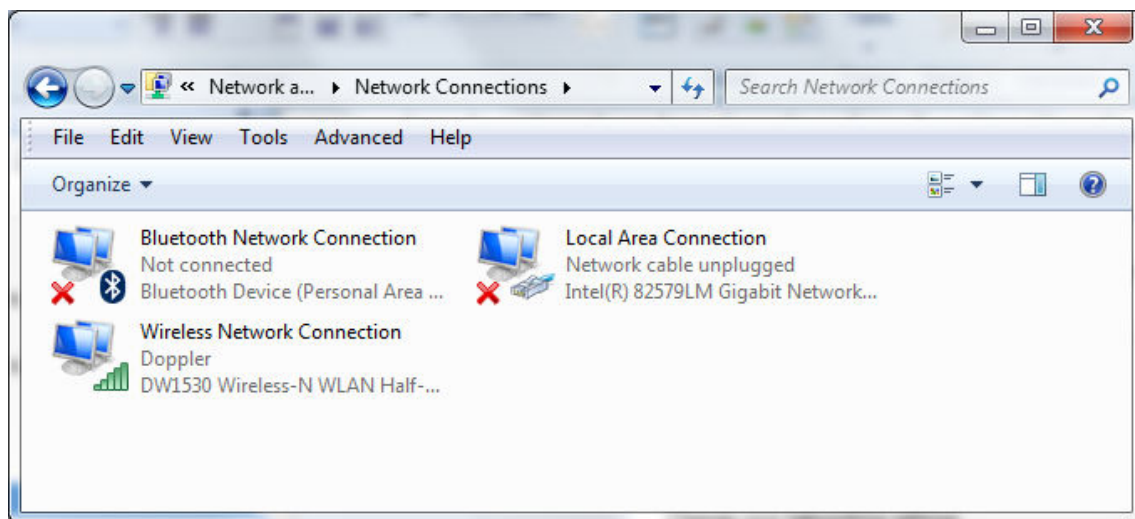 « Network a... ▸ Network Connections ▸
Search Network Connections
File Edit View Tools Advanced Help
Organize
Bluetooth Network Connection
Not connected
Bluetooth Device (Personal Area ...
Local Area Connection
Network cable unplugged
Intel(R) 82579LM Gigabit Network...
Wireless Network Connection
Doppler
DW1530 Wireless-N WLAN Half-...